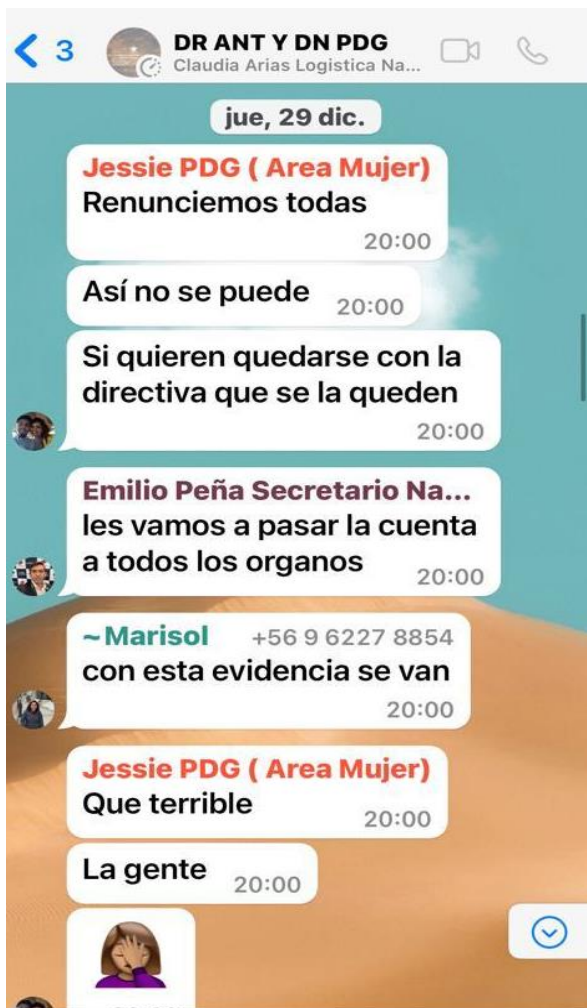 3
DR ANT Y DN PDG
Claudia Arias Logistica Na...
jue, 29 dic.
Jessie PDG ( Area Mujer)
Renunciemos todas
20:00
Así no se puede 20:00
Si quieren quedarse con la
directiva que se la queden
20:00
Emilio Peña Secretario Na...
les vamos a pasar la cuenta
a todos los organos 20:00
~Marisol +56 9 6227 8854
con esta evidencia se van
20:00
Jessie PDG ( Area Mujer)
Que terrible
20:00
La gente 20:00